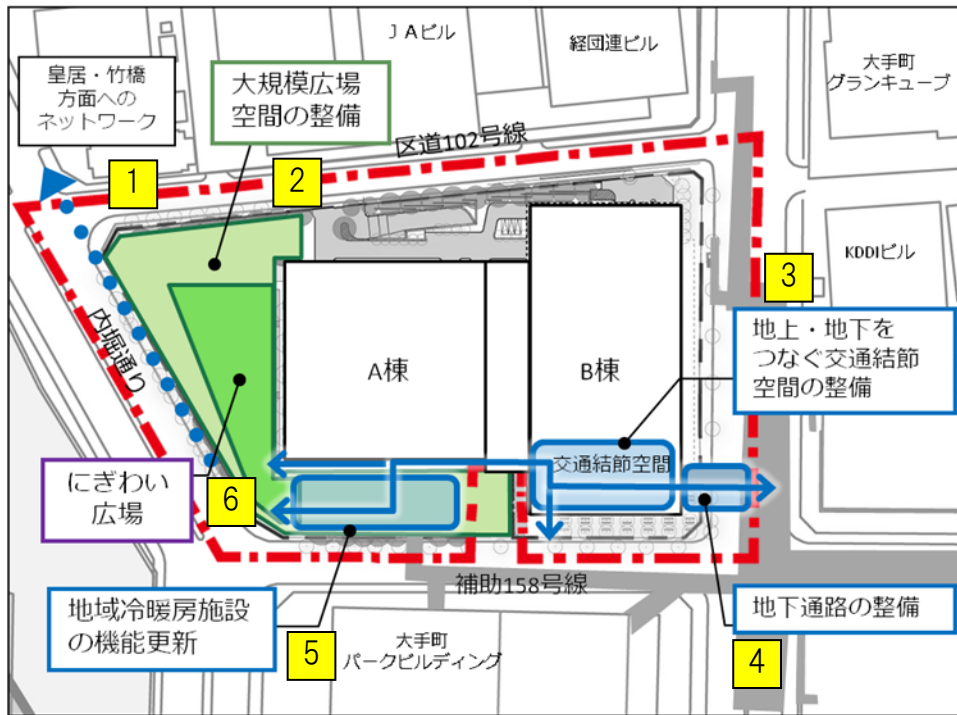 JAビル
経団連ビル
大手町
グランキューブ
皇居・竹橋
方面への
ネットワーク
大規模広場
空間の整備
区道102号線
1
2
3
KDDIビル
内堀通り
A棟
B棟
地上・地下を
つなぐ交通結節
空間の整備
交通結節空間
にぎわい
広場
6
補助158号線
地域冷暖房施設
の機能更新
5
大手町
パークビルディング
地下通路の整備
4